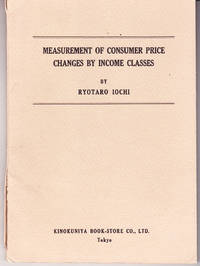 MEASUREMENT OF CONSUMER PRICE
CHANGES BY INCOME CLASSES
BY
RYOTARO IOCHI
KINOKUNIYA BOOK-STORE CO., LTD.
Tokyo